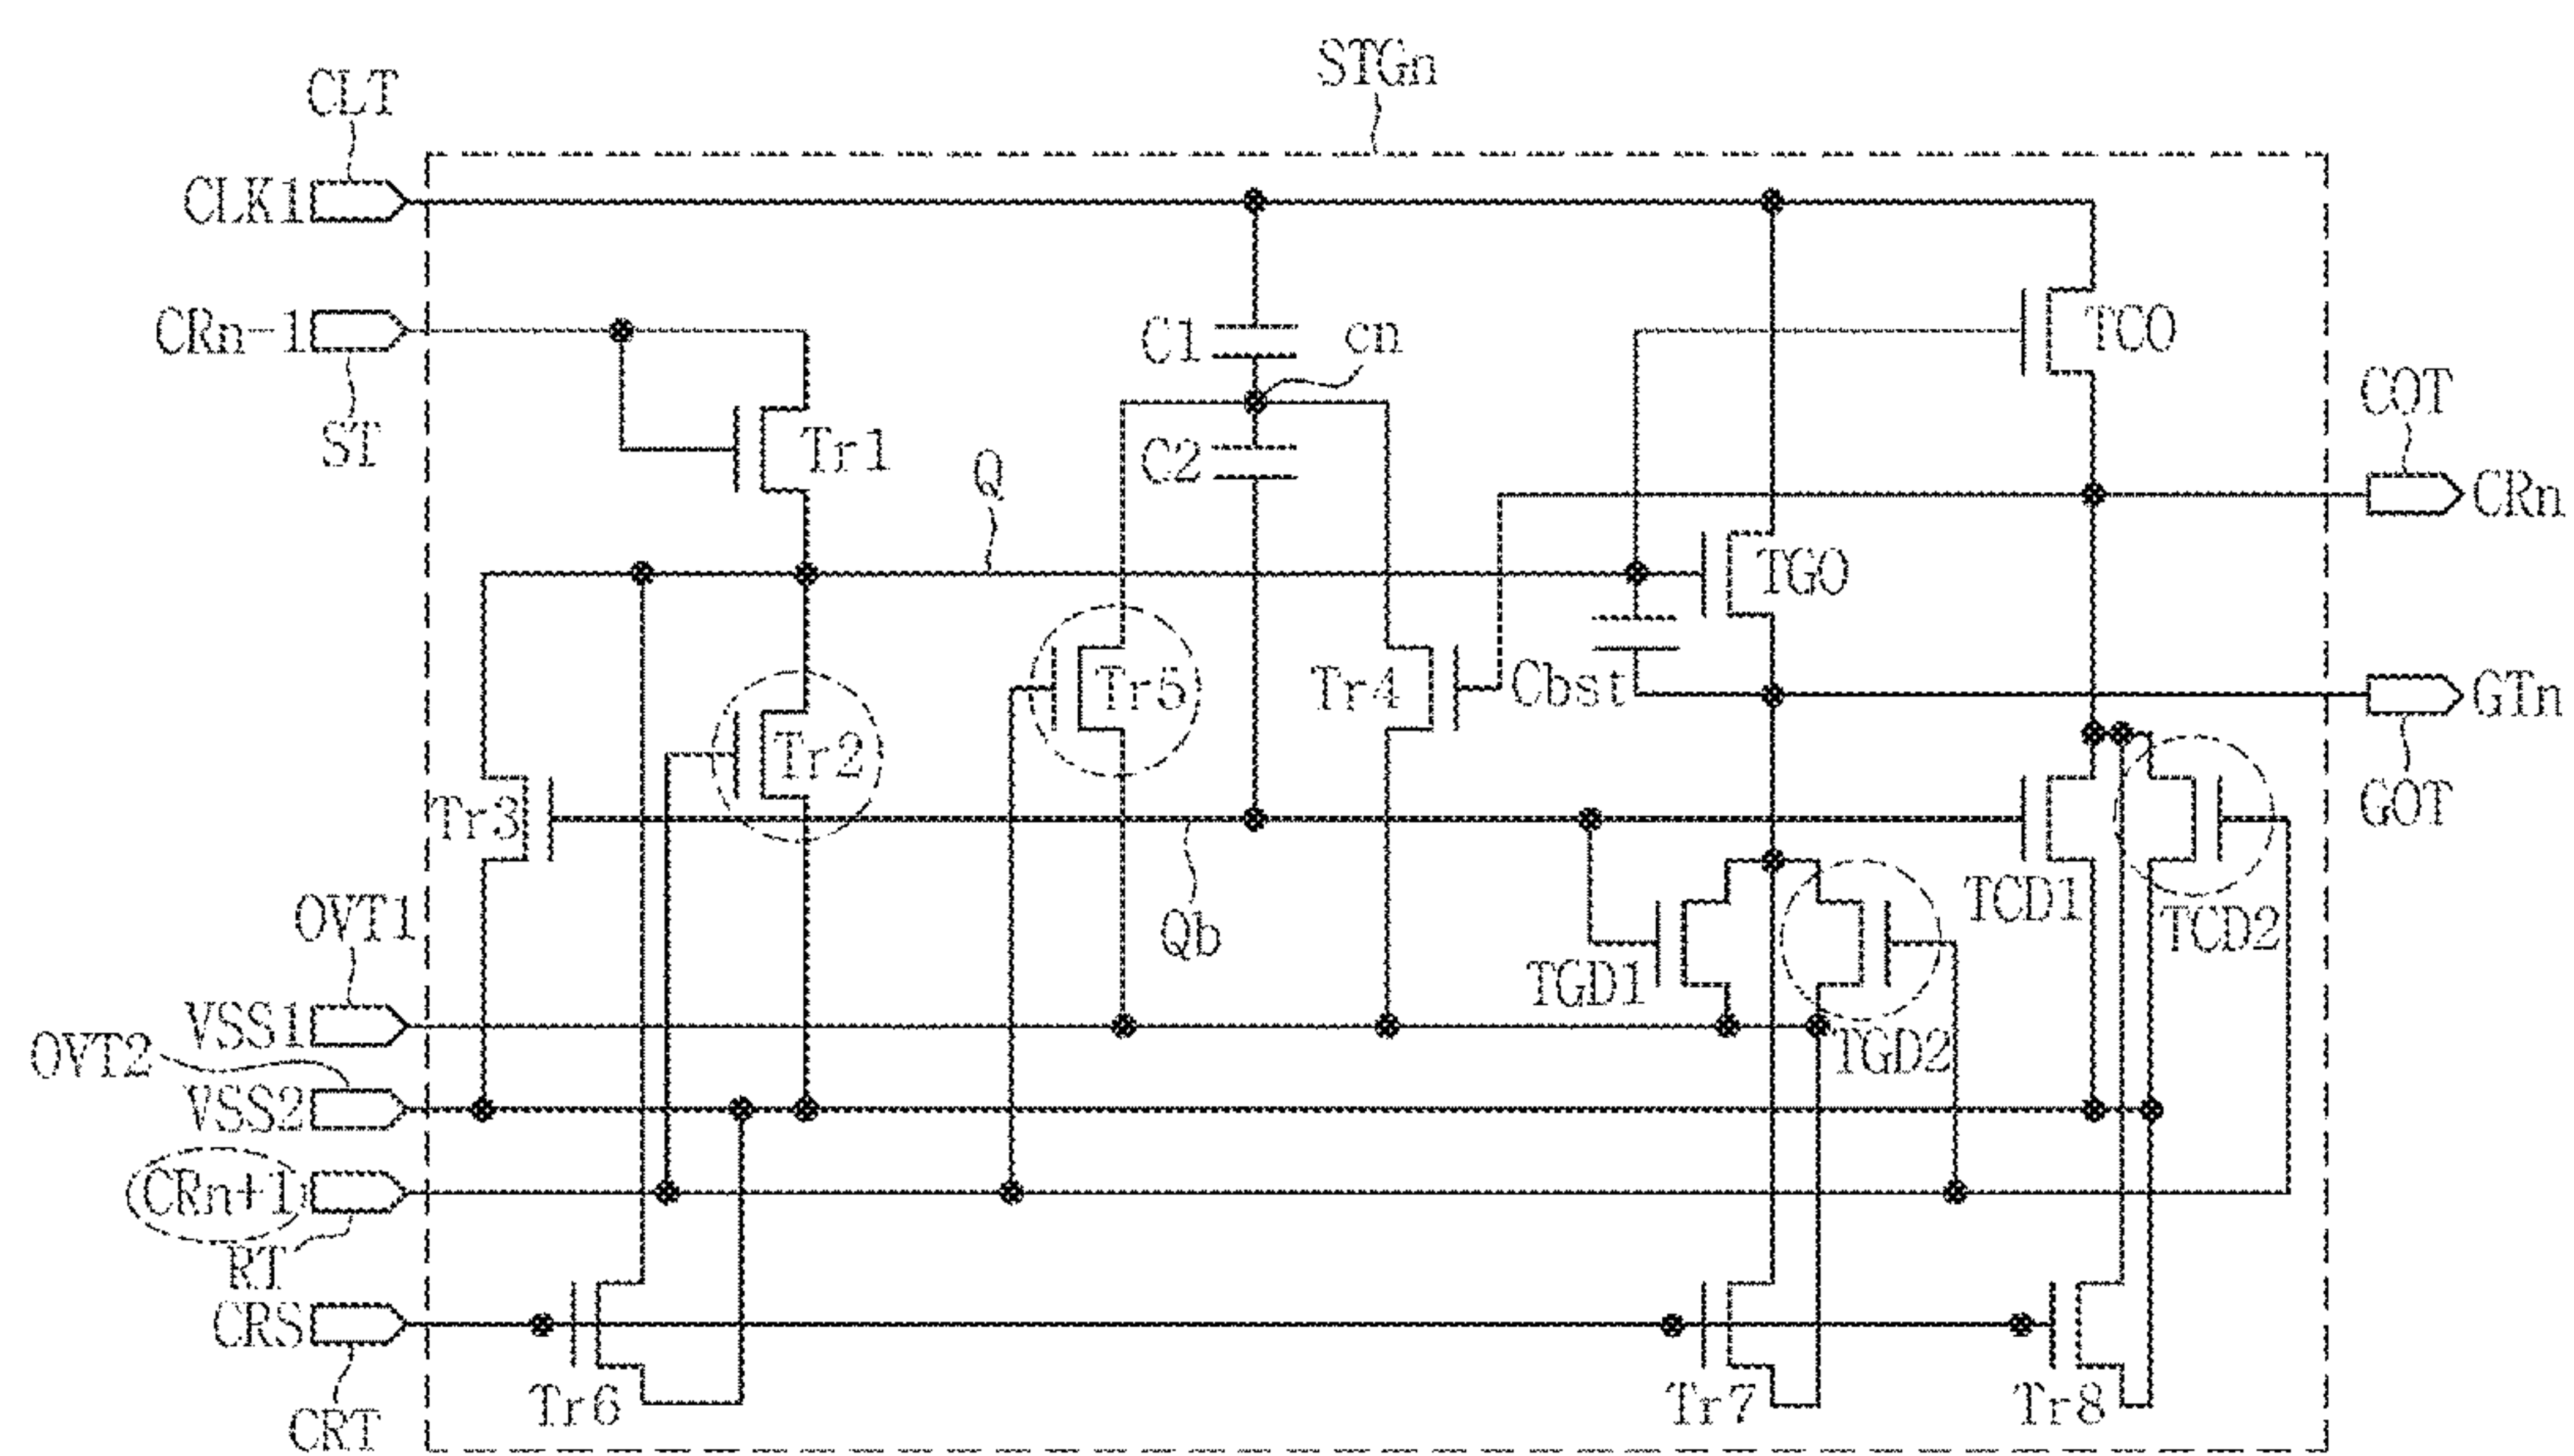 STGn
CLT
CLK1
CRn-1
ST
C1
cn
TCO
Tr1
C2
Q
COT
CRn
TGO
Tr5
Tr4
Cbst
GTn
GOT
Tr2
Tr3
TCD1
TCD2
Qb
OVT1
TGD1
TGD2
VSS1
OVT2
VSS2
CRn+1
RT
CRS
CRT
Tr6
Tr7
Tr8